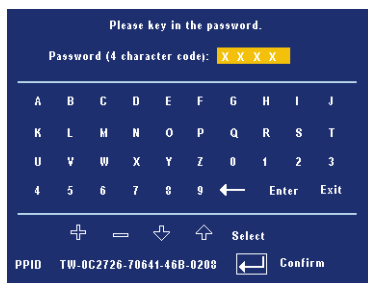 Please key in the password.
Password (4 character code): X X X X
A B C D E F G H I J
K L M N O P Q R S T
U V W X Y Z 0 1 2 3
4 5 6 7 8 9 ← Enter Exit
Select
PPID TW-0C2726-70641-46B-0208 Confirm